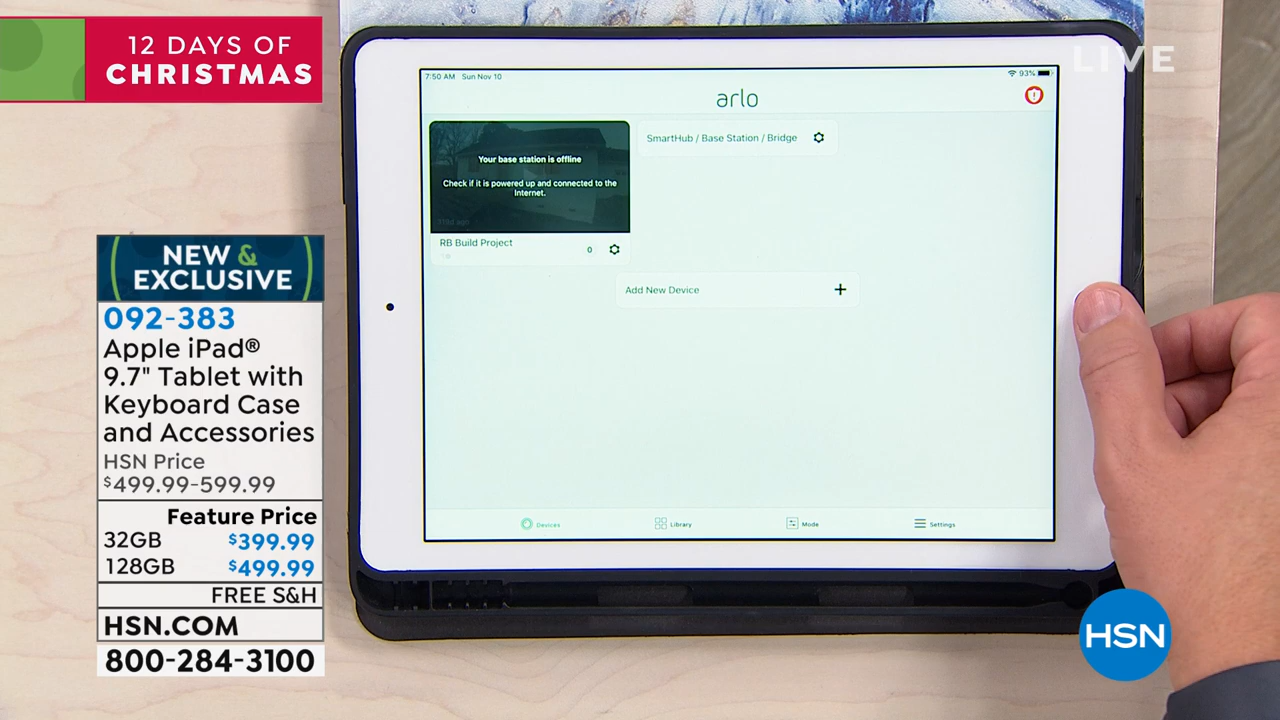 12 DAYS OF
CHRISTMAS
LIVE
7:50 AM Sun Nov 10
93%
arlo
Your base station is offline
Check if it is powered up and connected to the
Internet.
SmartHub / Base Station / Bridge
RB Build Project
0
Add New Device
+
Devices
Library
Mode
Settings
NEW &
EXCLUSIVE
092-383
Apple iPad®
9.7" Tablet with
Keyboard Case
and Accessories
HSN Price
$499.99-599.99
Feature Price
32GB $399.99
128GB $499.99
FREE S&H
HSN.COM
800-284-3100
HSN